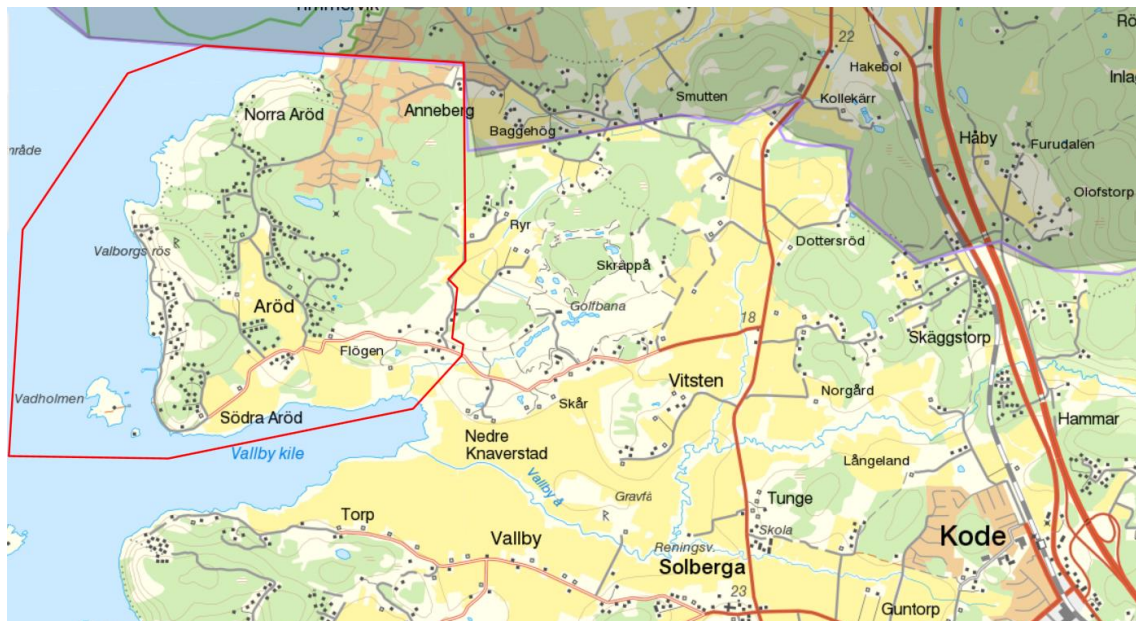 22
Hakebol
Smutten
Kollekärr
Norra Aröd
Anneberg
Baggehög
Håby
Furudalen
Olofstorp
mråde
Ryr
Valborgs rös
Dottersröd
Skräppå
Golfbana
Aröd
18
Flögen
Skäggstorp
Vitsten
Norgård
Vadholmen
Skår
Södra Aröd
Hammar
Nedre
Knaverstad
Vallby kile
Långeland
Vallby å
Gravfä
Tunge
Torp
Skola
Vallby
Kode
Reningsv.
Solberga
23
Guntorp